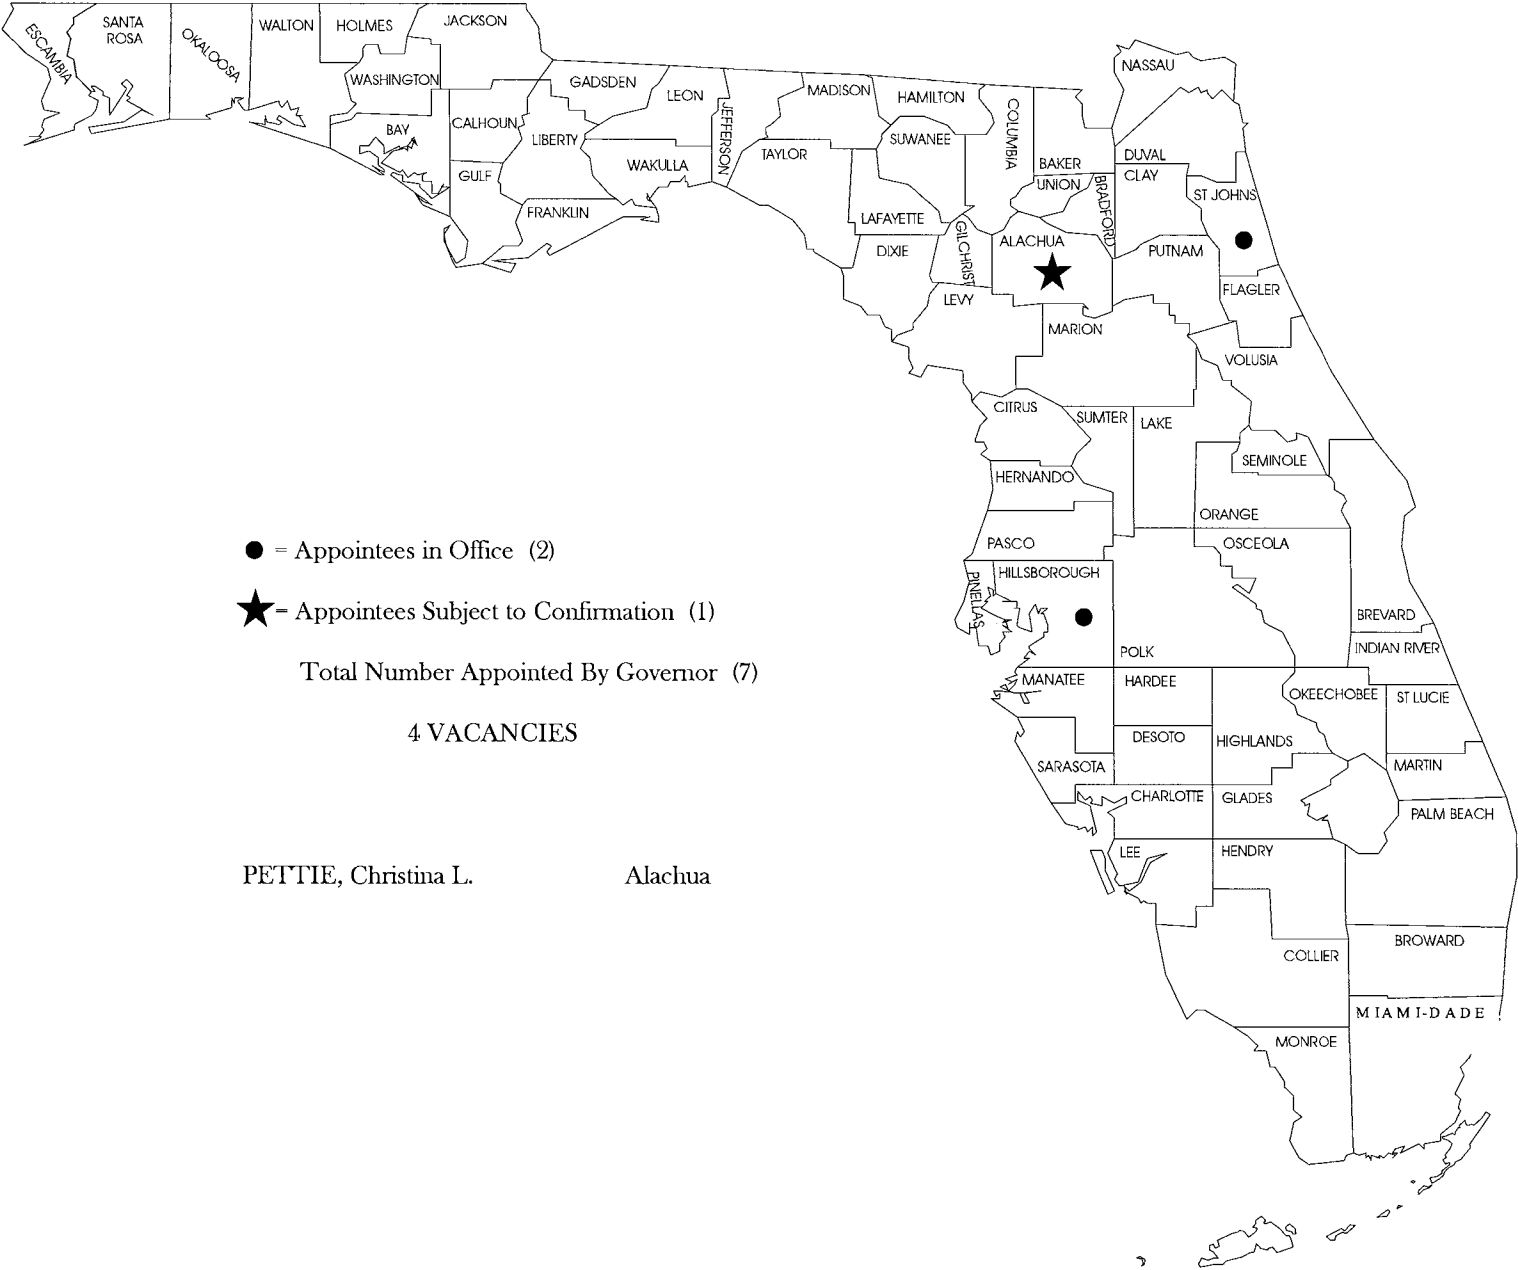 ESCAMBIA
SANTA
ROSA
OKALOOSA
WALTON
HOLMES
JACKSON
WASHINGTON
BAY
CALHOUN
GULF
LIBERTY
GADSDEN
FRANKLIN
LEON
WAKULLA
JEFFERSON
MADISON
TAYLOR
HAMILTON
SUWANEE
LAFAYETTE
DIXIE
COLUMBIA
GILCHRIST
LEVY
BAKER
UNION
BRADFORD
ALACHUA
NASSAU
DUVAL
CLAY
ST JOHNS
PUTNAM
FLAGLER
MARION
VOLUSIA
CITRUS
SUMTER
LAKE
SEMINOLE
HERNANDO
ORANGE
PASCO
OSCEOLA
PINELLAS
HILLSBOROUGH
BREVARD
POLK
INDIAN RIVER
MANATEE
HARDEE
OKEECHOBEE
ST LUCIE
DESOTO
HIGHLANDS
SARASOTA
MARTIN
CHARLOTTE
GLADES
PALM BEACH
LEE
HENDRY
BROWARD
COLLIER
MIAMI-DADE
MONROE
= Appointees in Office (2)
= Appointees Subject to Confirmation (1)
Total Number Appointed By Governor (7)
4 VACANCIES
PETTIE, Christina L. Alachua